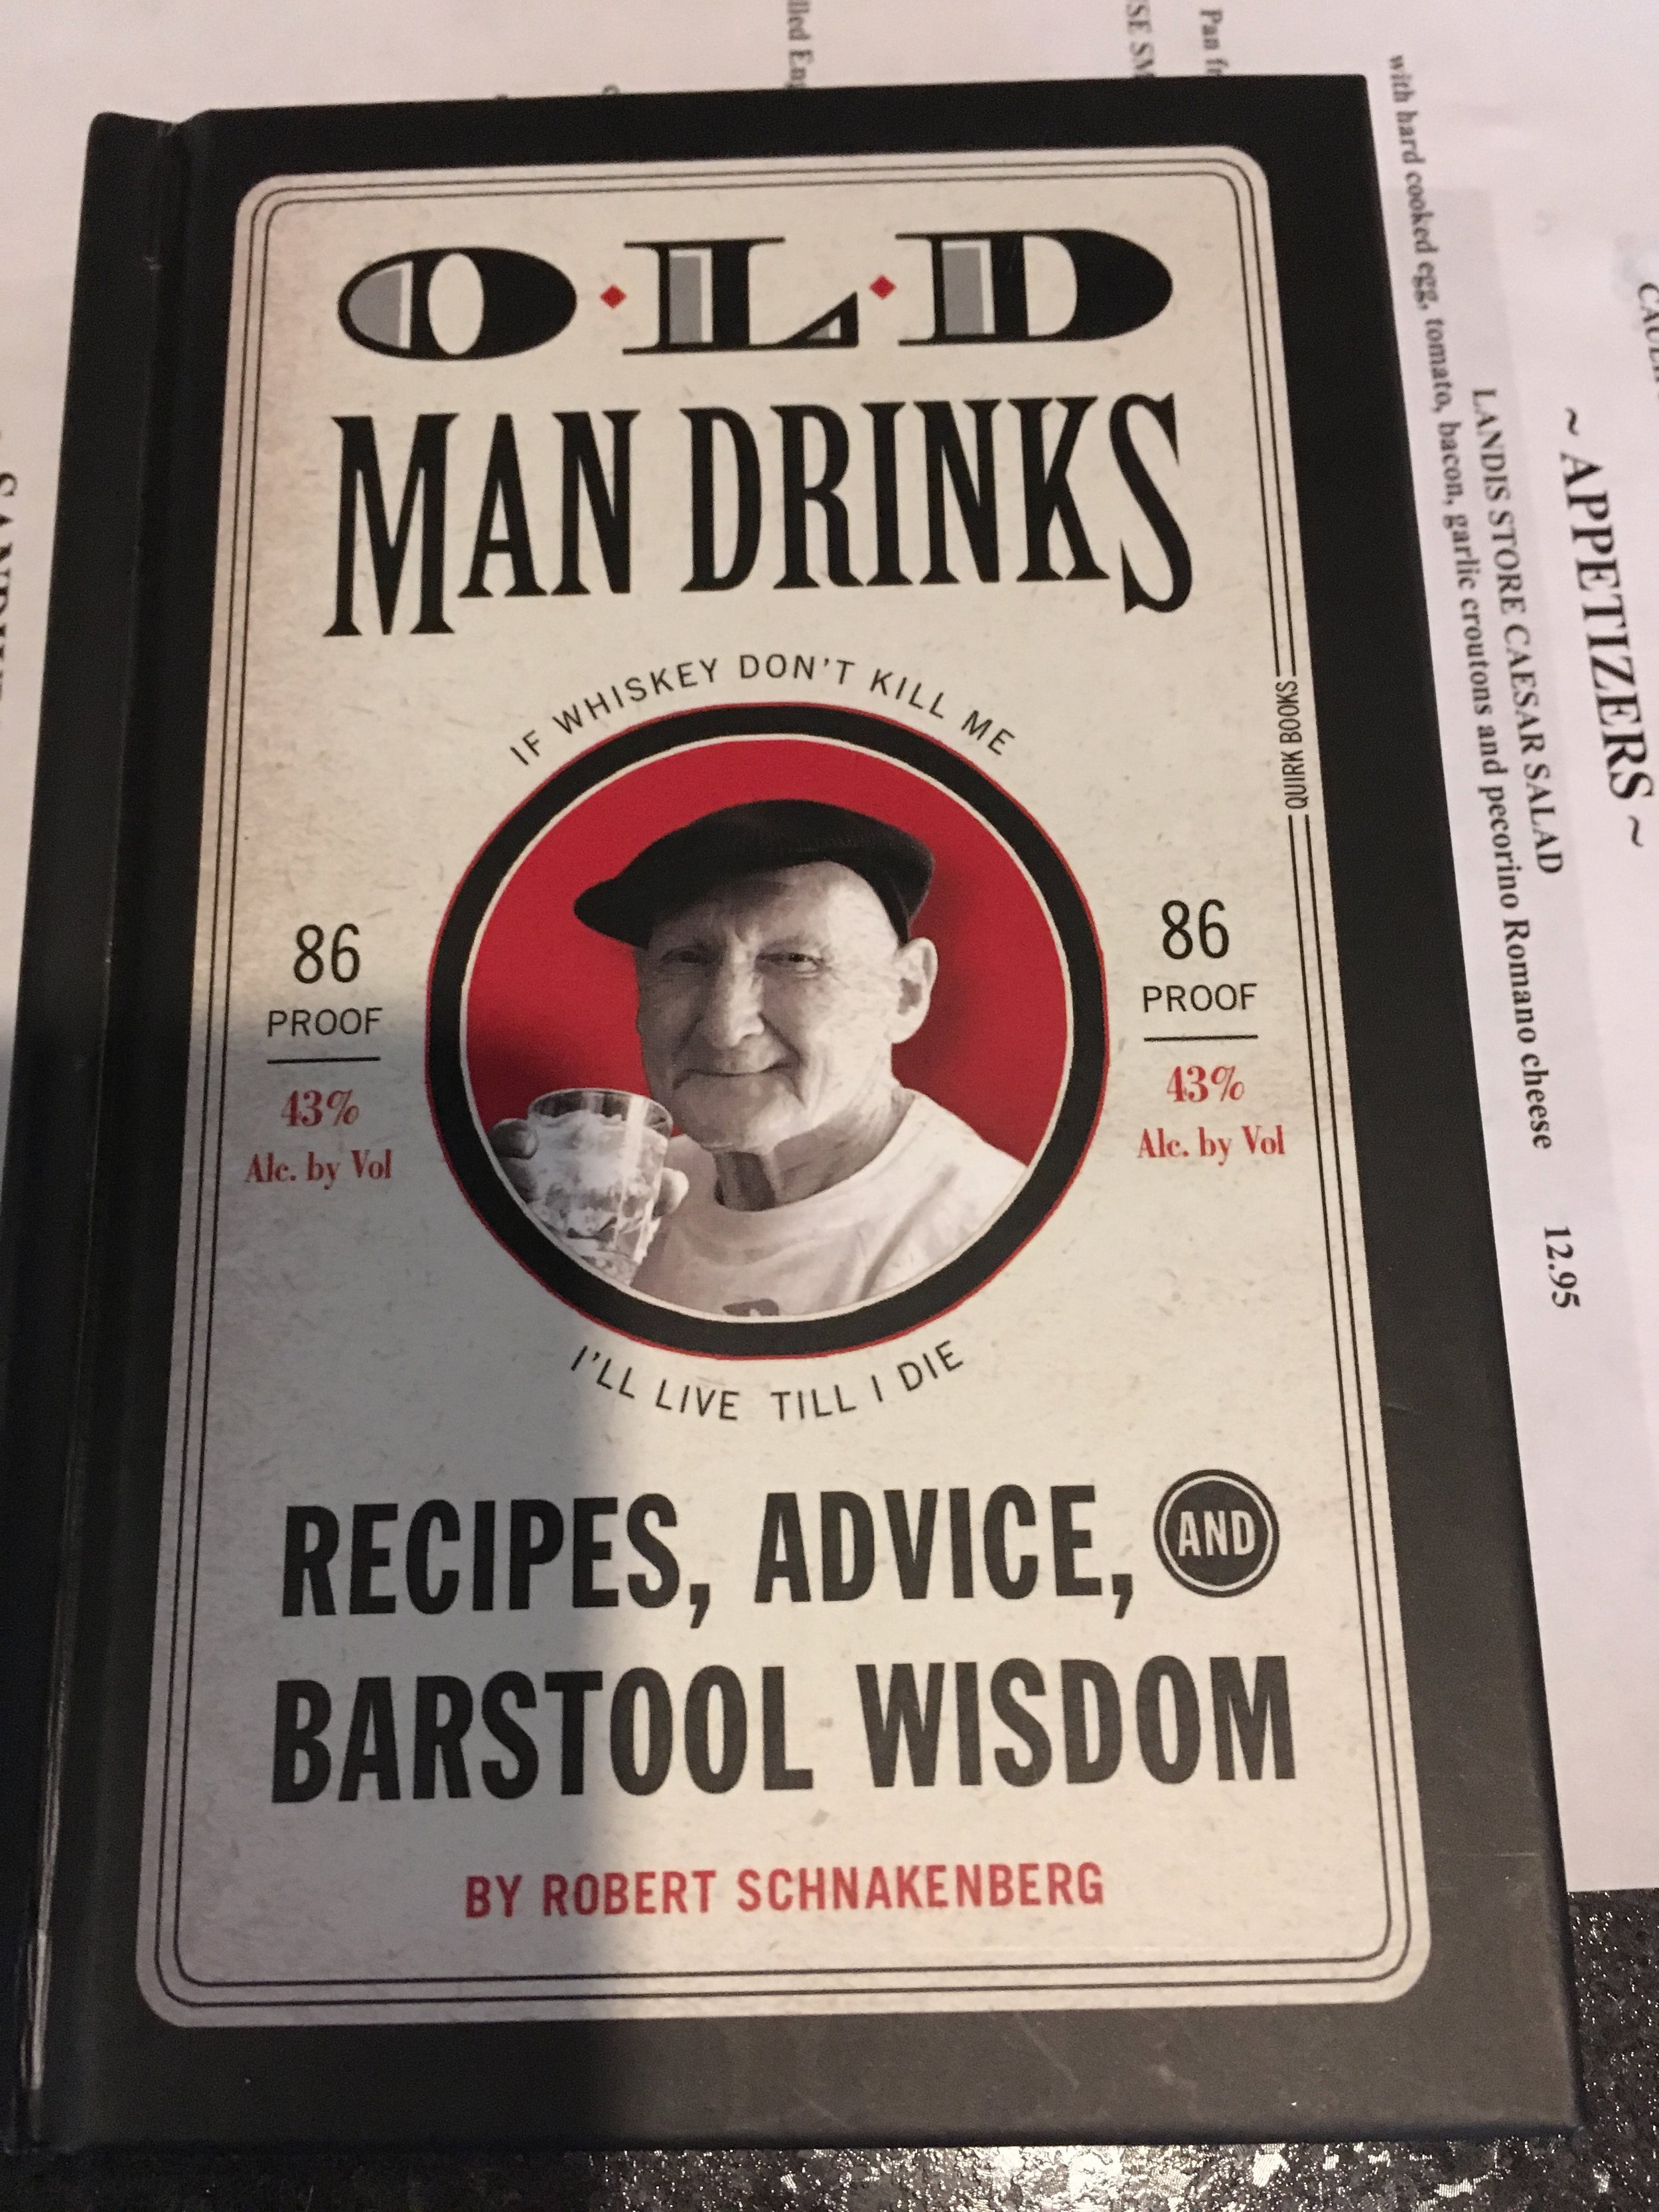 O·L·D
MAN DRINKS
IF WHISKEY DON'T KILL ME
86
PROOF
43%
Alc. by Vol
86
PROOF
43%
Alc. by Vol
I'LL LIVE TILL I DIE
RECIPES, ADVICE, AND
BARSTOOL WISDOM
BY ROBERT SCHNAKENBERG
QUIRK BOOKS
~ APPETIZERS ~
LANDIS STORE CAESAR SALAD
with hard cooked egg, tomato, bacon, garlic croutons and pecorino Romano cheese 12.95
Pan